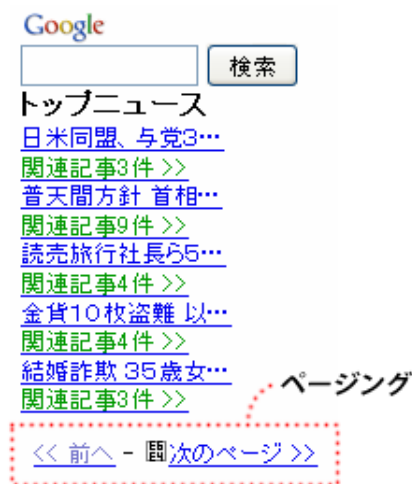 Google
検索
トップニュース
日米同盟、与党3…
関連記事3件 >>
普天間方針 首相…
関連記事9件 >>
読売旅行社長ら5…
関連記事4件 >>
金貨10枚盗難 以…
関連記事4件 >>
結婚詐欺 35歳女…
関連記事3件 >>
ページング
<< 前へ - 次のページ >>